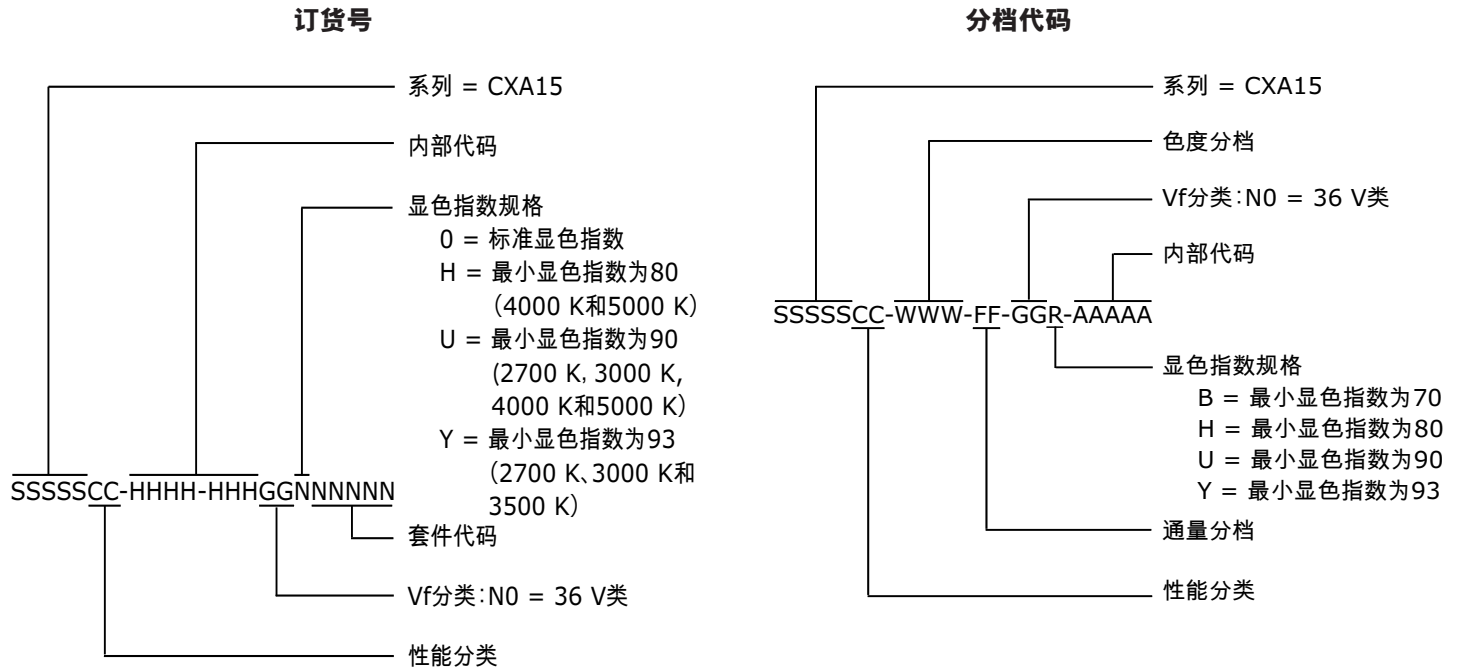 订货号
系列 = CXA15
内部代码
显色指数规格
0 = 标准显色指数
H = 最小显色指数为80
（4000 K和5000 K）
U = 最小显色指数为90
(2700 K, 3000 K,
4000 K和5000 K）
Y = 最小显色指数为93
（2700 K、3000 K和
3500 K）
SSSSSCC-HHHH-HHHGGNNNNNN
套件代码
Vf分类：N0 = 36 V类
性能分类
分档代码
系列 = CXA15
色度分档
Vf分类：N0 = 36 V类
内部代码
SSSSSCC-WWW-FF-GGR-AAAAA
显色指数规格
B = 最小显色指数为70
H = 最小显色指数为80
U = 最小显色指数为90
Y = 最小显色指数为93
通量分档
性能分类